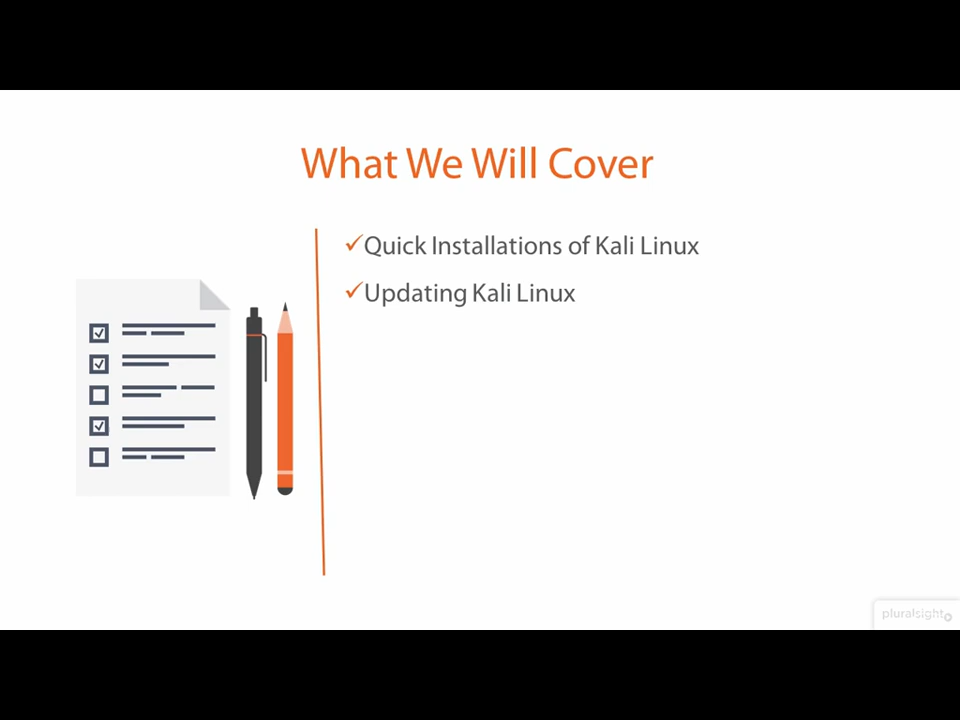 What We Will Cover
✓Quick Installations of Kali Linux
✓Updating Kali Linux
pluralsight